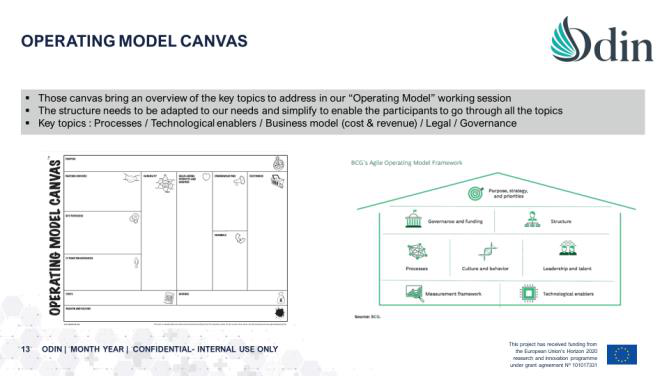 OPERATING MODEL CANVAS
Odin
▪ Those canvas bring an overview of the key topics to address in our “Operating Model” working session
▪ The structure needs to be adapted to our needs and simplify to enable the participants to go through all the topics
▪ Key topics : Processes / Technological enablers / Business model (cost & revenue) / Legal / Governance
OPERATING MODEL CANVAS
BCG's Agile Operating Model Framework
Purpose, strategy,
and priorities
Governance and funding
Structure
Processes
Culture and behavior
Leadership and talent
Measurement framework
Technological enablers
Source: BCG.
13 ODIN | MONTH YEAR | CONFIDENTIAL- INTERNAL USE ONLY
This project has received funding from
the European Union's Horizon 2020
research and innovation programme
under grant agreement Nº 101017331